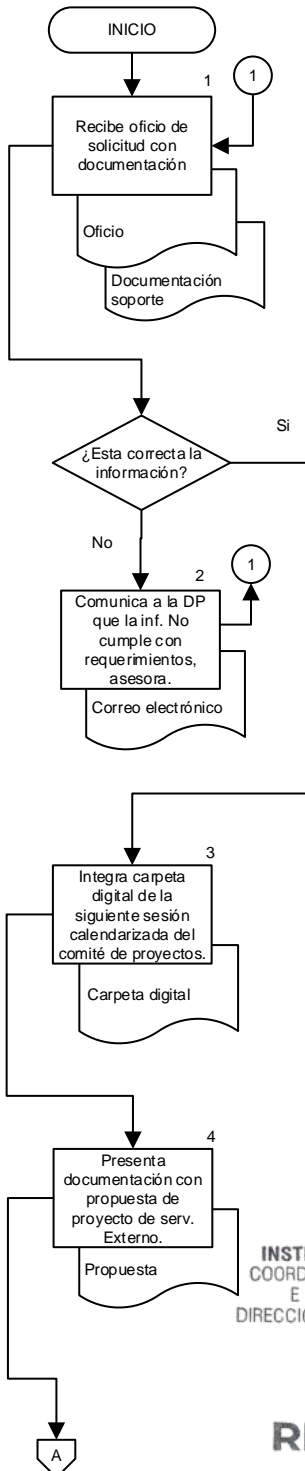 INICIO
1
1
Recibe oficio de
solicitud con
documentación
Oficio
Documentación
soporte
¿Esta correcta la
información?
Si
No
1
2
Comunica a la DP
que la inf. No
cumple con
requerimientos,
asesora.
Correo electrónico
3
Integra carpeta
digital de la
siguiente sesión
calendarizada del
comité de proyectos.
Carpeta digital
4
Presenta
documentación con
propuesta de
proyecto de serv.
Externo.
Propuesta
E
A